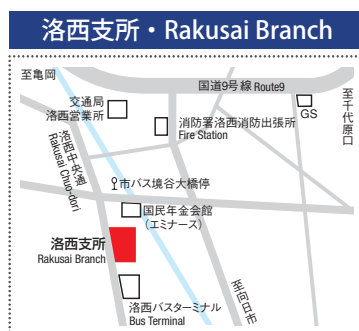 洛西支所・Rakusai Branch
至亀岡
国道9号線 Route9
交通局
洛西営業所
消防署洛西消防出張所
Fire Station
GS
至千代原口
洛西中央通
Rakusai Chuo-dori
市バス境谷大橋停
国民年金会館
(エミナース)
洛西支所
Rakusai Branch
至向日市
洛西バスターミナル
Bus Terminal